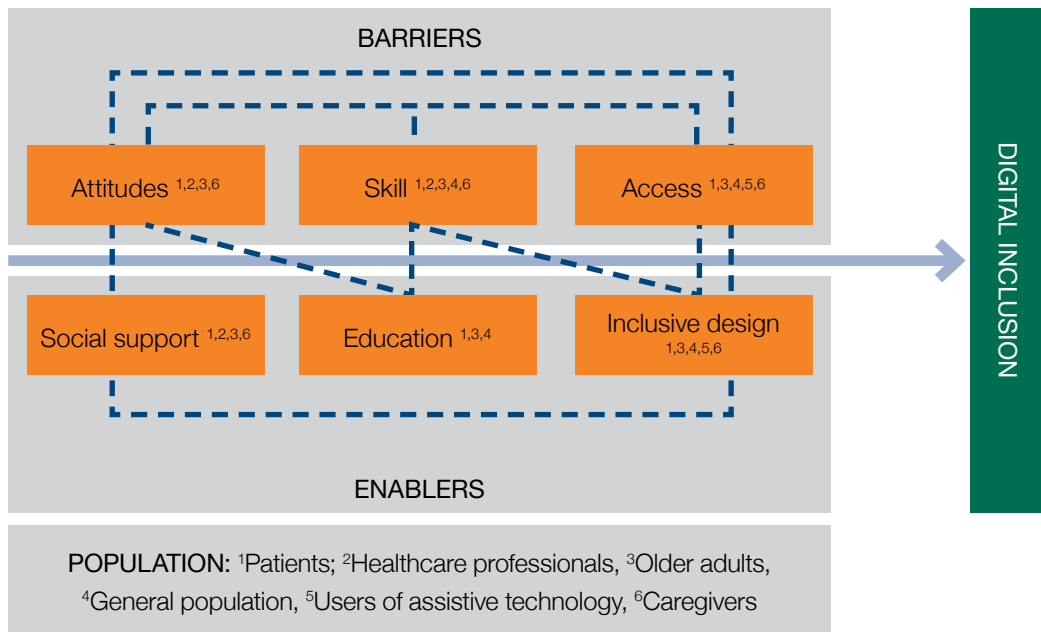 BARRIERS
Attitudes 1,2,3,6
Skill 1,2,3,4,6
Access 1,3,4,5,6
Social support 1,2,3,6
Education 1,3,4
Inclusive design
1,3,4,5,6
ENABLERS
DIGITAL INCLUSION
POPULATION: 1Patients; 2Healthcare professionals, 3Older adults,
4General population, 5Users of assistive technology, 6Caregivers